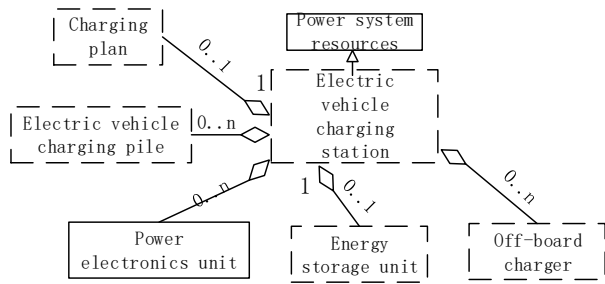 Charging
plan
0..1
1
Power system
resources
Electric
vehicle
charging
station
Electric vehicle
charging pile
0..n
0..n
Power
electronics unit
1
0..1
Energy
storage unit
0..n
Off-board
charger